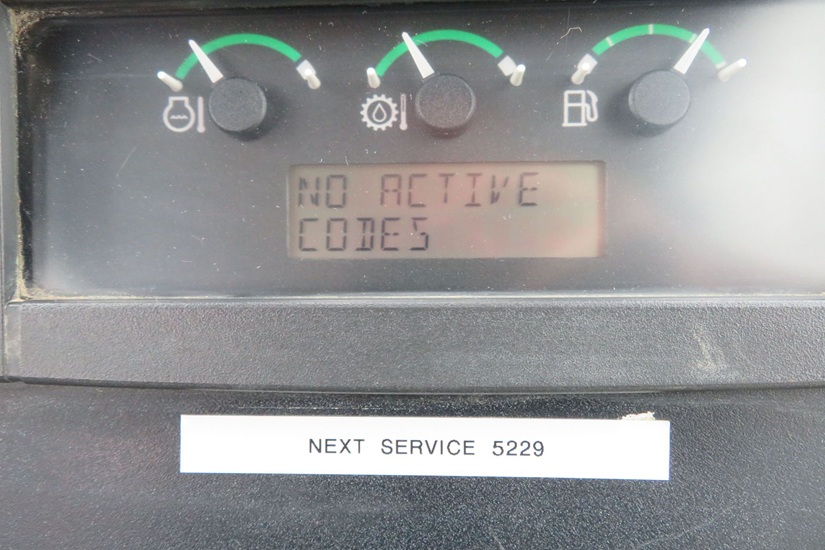 NO ACTIVE
CODES
NEXT SERVICE 5229